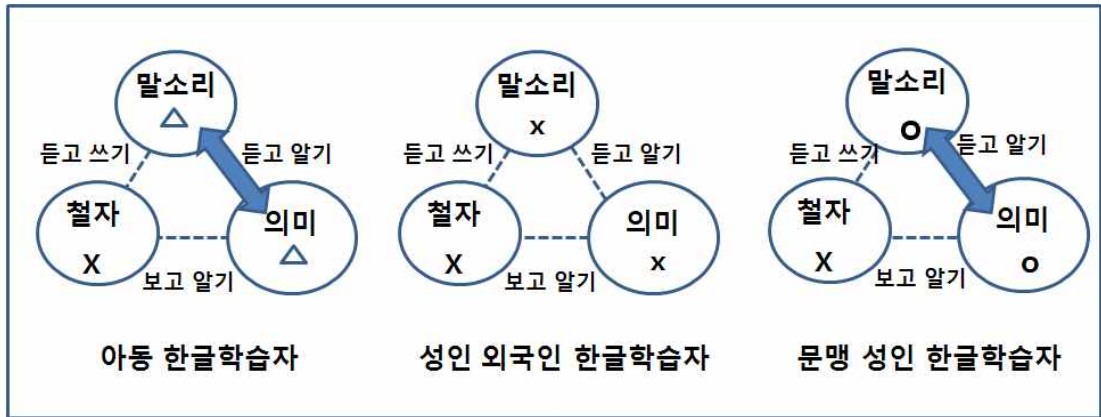 말소리
△
듣고 쓰기
듣고 알기
철자
X
의미
△
보고 알기
아동 한글학습자
말소리
x
듣고 쓰기
듣고 알기
철자
X
의미
x
보고 알기
성인 외국인 한글학습자
말소리
o
듣고 쓰기
듣고 알기
철자
X
의미
o
보고 알기
문맹 성인 한글학습자